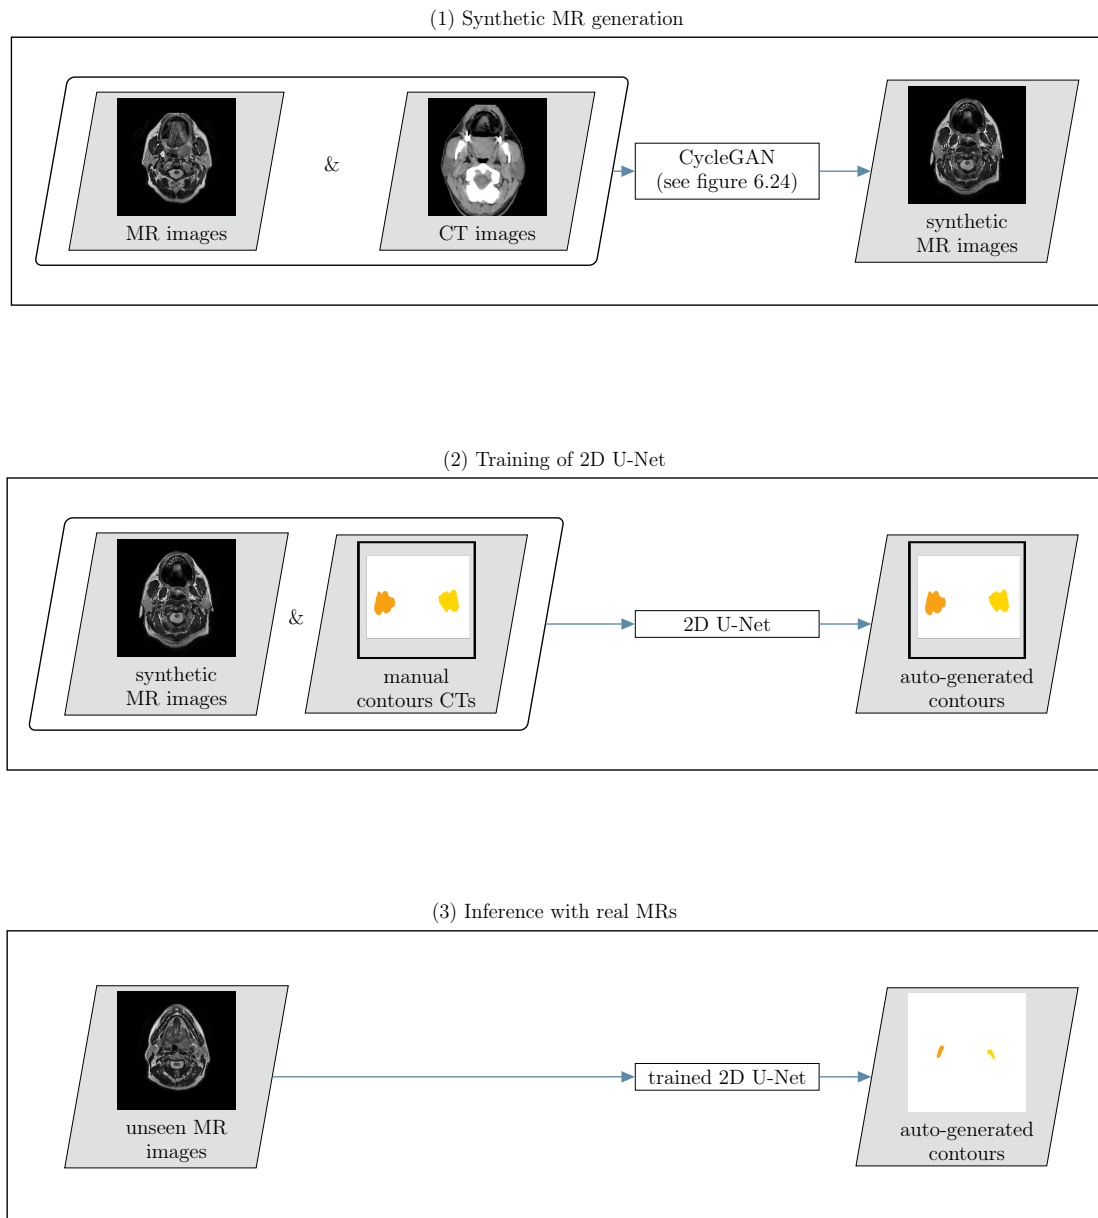 (1) Synthetic MR generation
MR images
&
CT images
CycleGAN
(see figure 6.24)
synthetic
MR images
(2) Training of 2D U-Net
synthetic
MR images
&
manual
contours CTs
2D U-Net
auto-generated
contours
(3) Inference with real MRs
unseen MR
images
trained 2D U-Net
auto-generated
contours